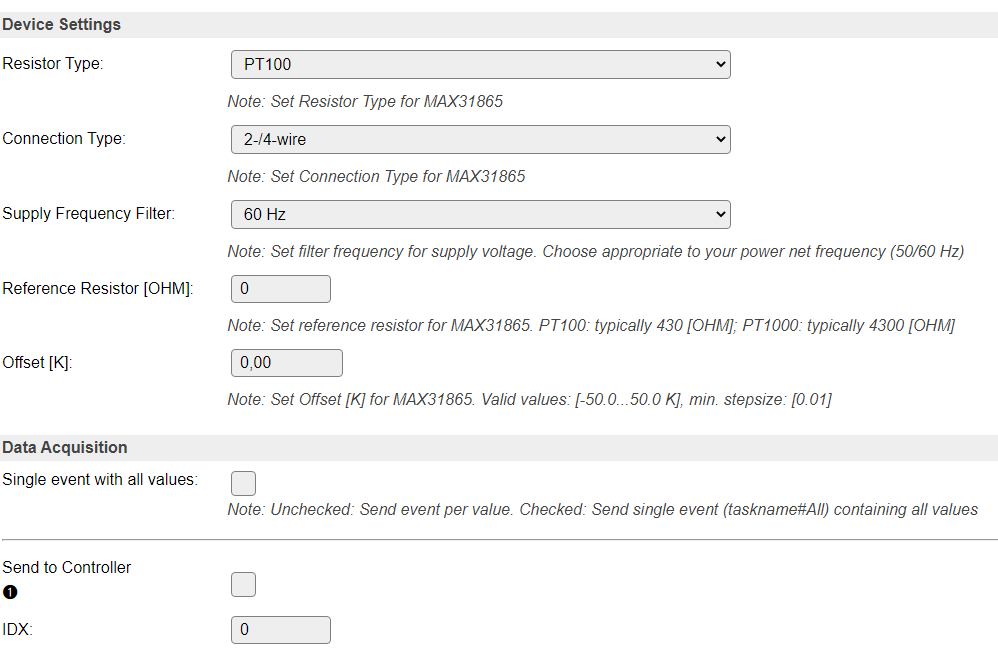 Device Settings
Resistor Type: PT100
Note: Set Resistor Type for MAX31865
Connection Type: 2-/4-wire
Note: Set Connection Type for MAX31865
Supply Frequency Filter: 60 Hz
Note: Set filter frequency for supply voltage. Choose appropriate to your power net frequency (50/60 Hz)
Reference Resistor [OHM]: 0
Note: Set reference resistor for MAX31865. PT100: typically 430 [OHM]; PT1000: typically 4300 [OHM]
Offset [K]: 0,00
Note: Set Offset [K] for MAX31865. Valid values: [-50.0...50.0 K], min. stepsize: [0.01]
Data Acquisition
Single event with all values:
Note: Unchecked: Send event per value. Checked: Send single event (taskname#All) containing all values
Send to Controller
❶
IDX: 0